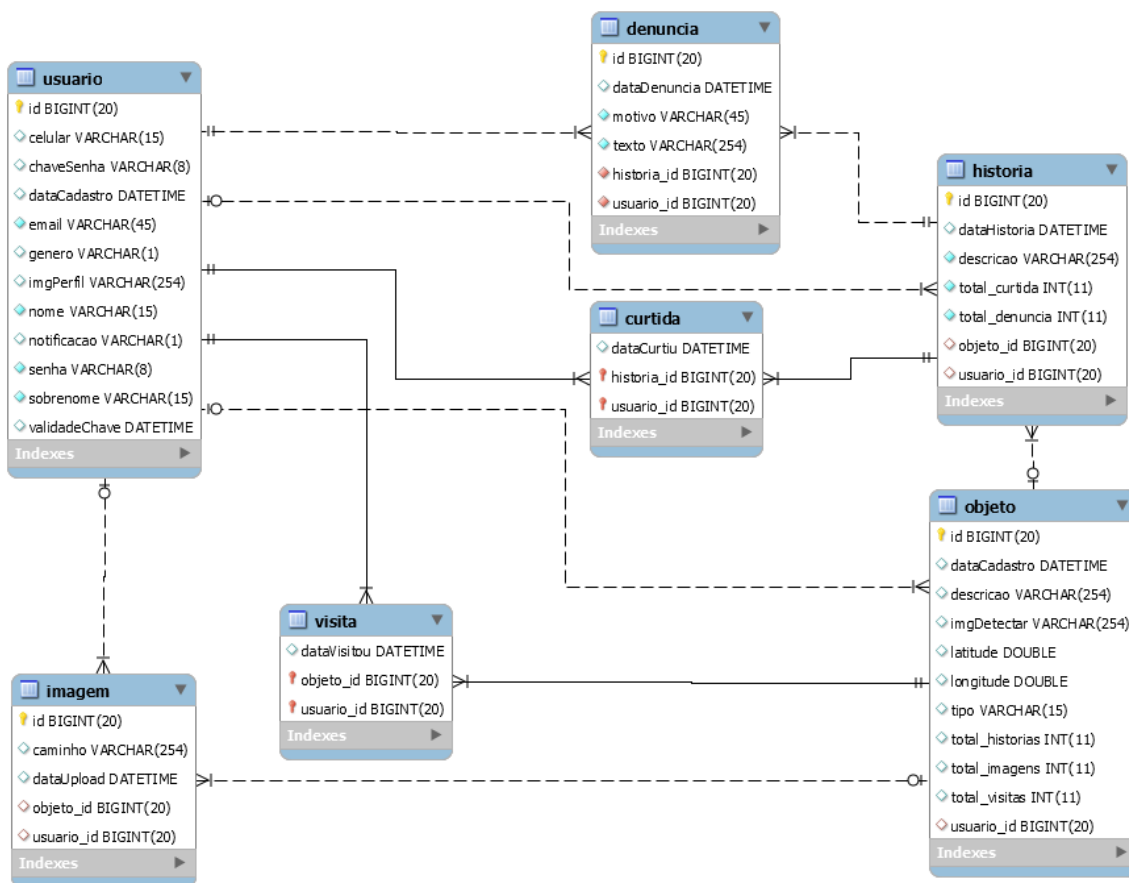 usuario
id BIGINT(20)
celular VARCHAR(15)
chaveSenha VARCHAR(8)
dataCadastro DATETIME
email VARCHAR(45)
genero VARCHAR(1)
imgPerfil VARCHAR(254)
nome VARCHAR(15)
notificacao VARCHAR(1)
senha VARCHAR(8)
sobrenome VARCHAR(15)
validadeChave DATETIME
Indexes
denuncia
id BIGINT(20)
dataDenuncia DATETIME
motivo VARCHAR(45)
texto VARCHAR(254)
historia_id BIGINT(20)
usuario_id BIGINT(20)
Indexes
historia
id BIGINT(20)
dataHistoria DATETIME
descricao VARCHAR(254)
total_curtida INT(11)
total_denuncia INT(11)
objeto_id BIGINT(20)
usuario_id BIGINT(20)
Indexes
curtida
dataCurtiu DATETIME
historia_id BIGINT(20)
usuario_id BIGINT(20)
Indexes
objeto
id BIGINT(20)
dataCadastro DATETIME
descricao VARCHAR(254)
imgDetectar VARCHAR(254)
latitude DOUBLE
longitude DOUBLE
tipo VARCHAR(15)
total_historias INT(11)
total_imagens INT(11)
total_visitas INT(11)
usuario_id BIGINT(20)
Indexes
visita
dataVisitou DATETIME
objeto_id BIGINT(20)
usuario_id BIGINT(20)
Indexes
imagem
id BIGINT(20)
caminho VARCHAR(254)
dataUpload DATETIME
objeto_id BIGINT(20)
usuario_id BIGINT(20)
Indexes